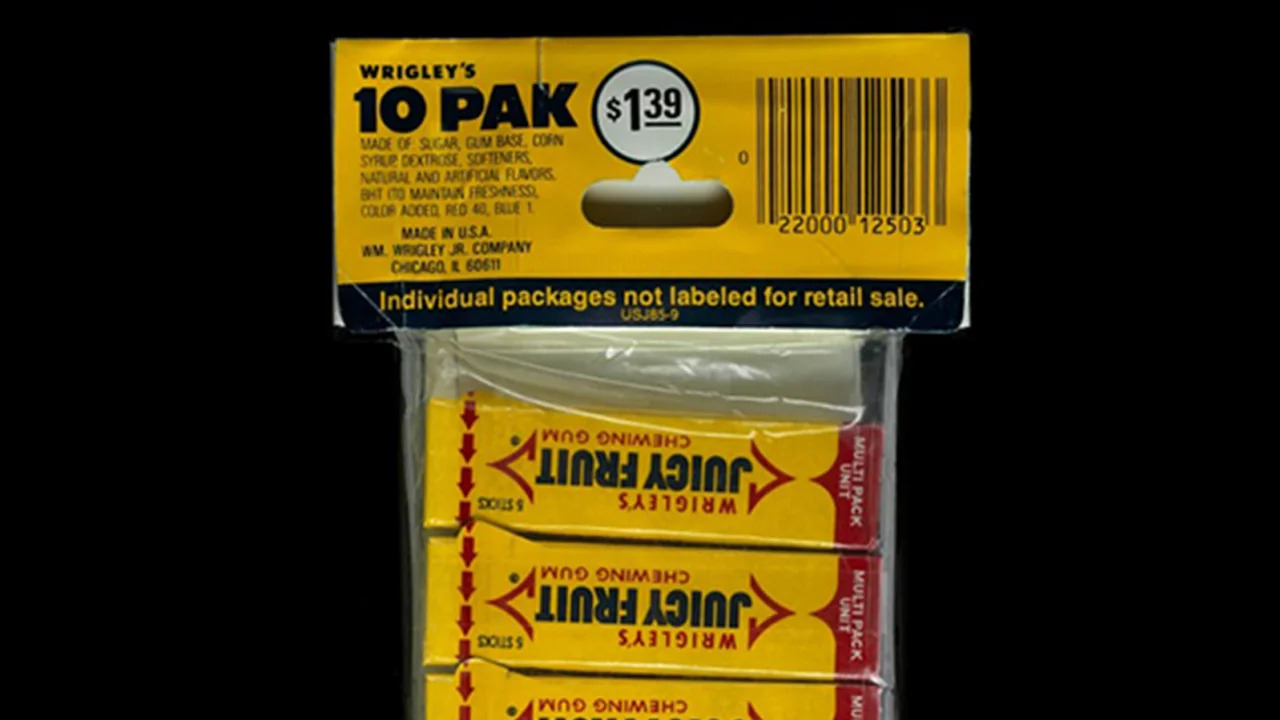 WRIGLEY'S
10 PAK
$1.39
MADE OF: SUGAR, GUM BASE, CORN
SYRUP, DEXTROSE, SOFTENERS,
NATURAL AND ARTIFICIAL FLAVORS,
BHT (TO MAINTAIN FRESHNESS),
COLOR ADDED, RED 40, BLUE 1.
MADE IN U.S.A.
WM. WRIGLEY JR. COMPANY
CHICAGO, IL 60611
0
22000 12503
Individual packages not labeled for retail sale.
USJ85-9
WRIGLEY'S
JUICY FRUIT®
CHEWING GUM
5 STICKS
MULTI PACK
UNIT
WRIGLEY'S
JUICY FRUIT®
CHEWING GUM
5 STICKS
MULTI PACK
UNIT
CHEWING GUM